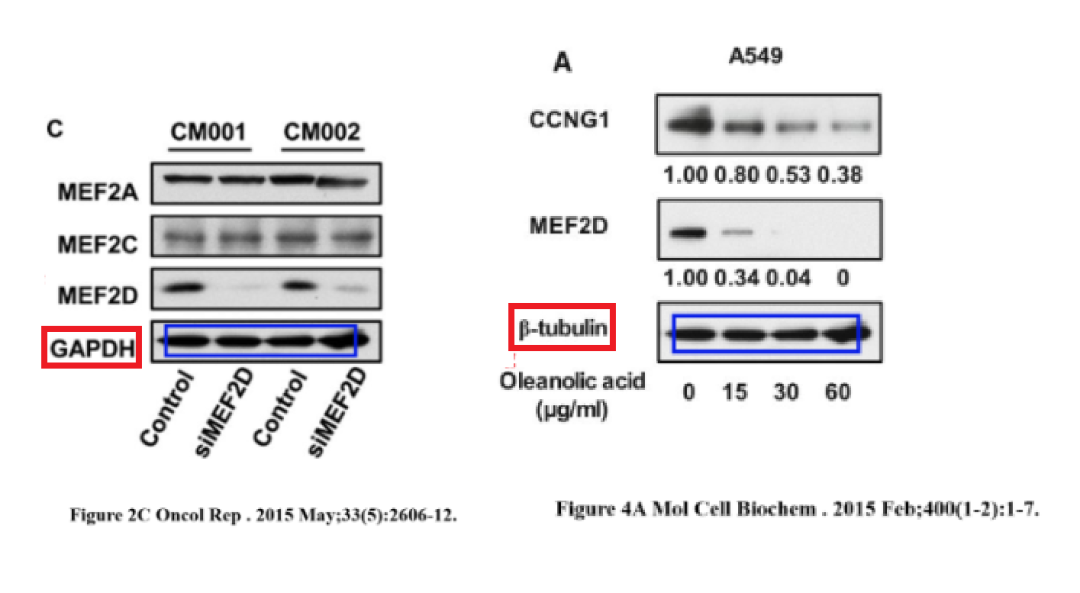 C
CM001 CM002
MEF2A
MEF2C
MEF2D
GAPDH
Control siMEF2D Control siMEF2D
Figure 2C Oncol Rep . 2015 May;33(5):2606-12.
A
A549
CCNG1
1.00 0.80 0.53 0.38
MEF2D
1.00 0.34 0.04 0
β-tubulin
Oleanolic acid 0 15 30 60
(µg/ml)
Figure 4A Mol Cell Biochem . 2015 Feb;400(1-2):1-7.